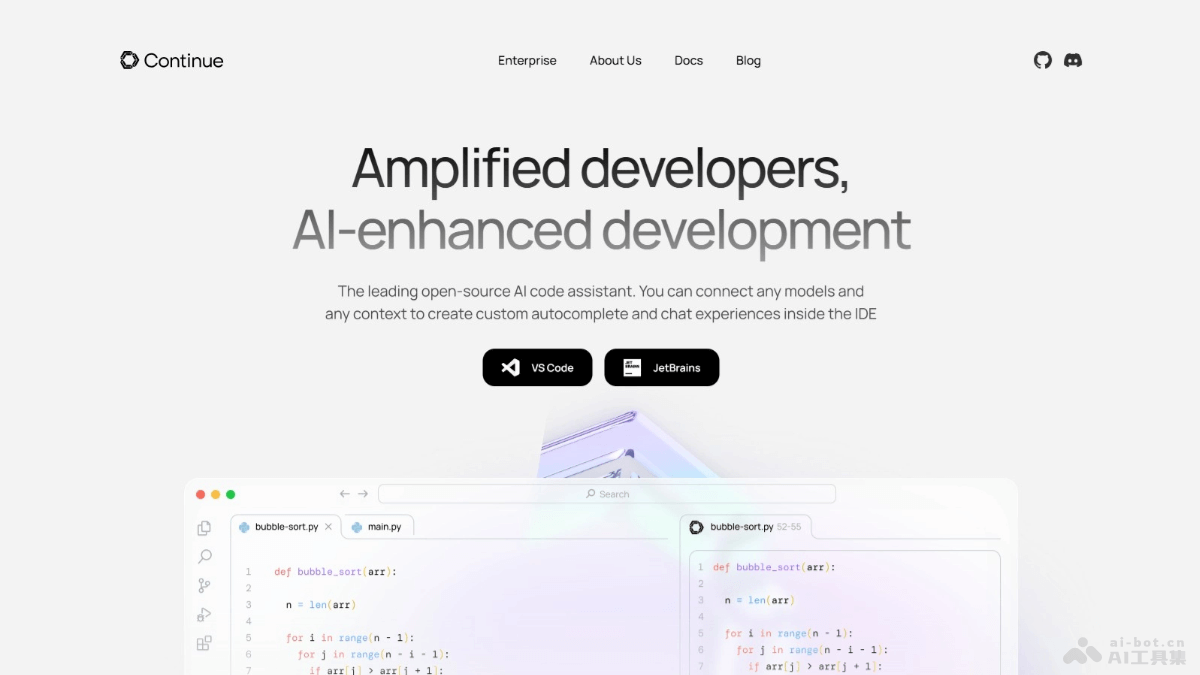 Continue
Enterprise About Us Docs Blog
Amplified developers,
AI-enhanced development
The leading open-source AI code assistant. You can connect any models and
any context to create custom autocomplete and chat experiences inside the IDE
VS Code
JET BRAINS JetBrains
Search
bubble-sort.py main.py
1 def bubble_sort(arr):
2
3 n = len(arr)
4
5 for i in range(n - 1):
6 for j in range(n - i - 1):
7 if arr[j] > arr[j + 1]:
bubble-sort.py 52-55
1 def bubble_sort(arr):
2
3 n = len(arr)
4
5 for i in range(n - 1):
6 for j in range(n - i - 1):
7 if arr[j] > arr[j + 1]:
ai-bot.cn
AI工具集